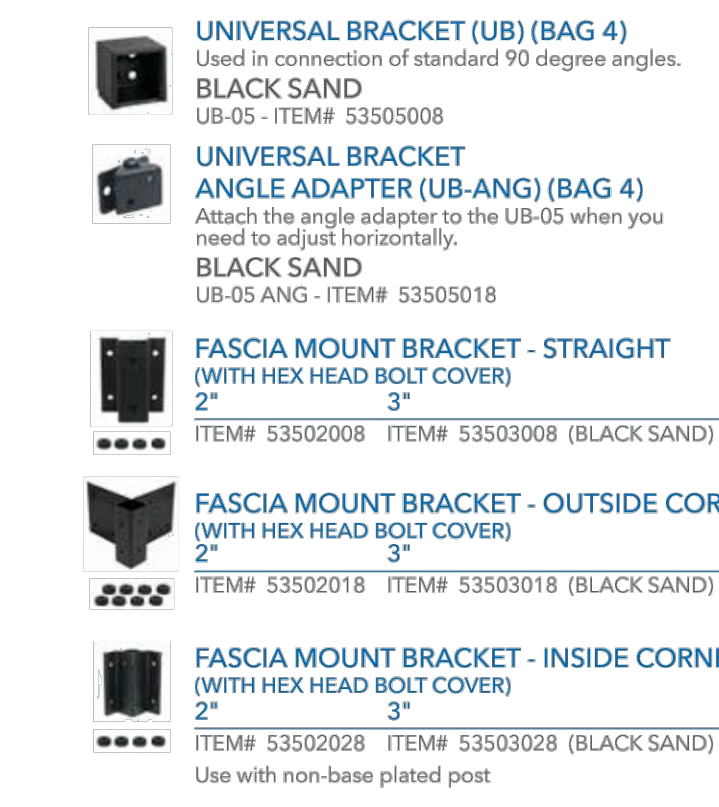 UNIVERSAL BRACKET (UB) (BAG 4)
Used in connection of standard 90 degree angles.
BLACK SAND
UB-05 - ITEM# 53505008
UNIVERSAL BRACKET
ANGLE ADAPTER (UB-ANG) (BAG 4)
Attach the angle adapter to the UB-05 when you
need to adjust horizontally.
BLACK SAND
UB-05 ANG - ITEM# 53505018
FASCIA MOUNT BRACKET - STRAIGHT
(WITH HEX HEAD BOLT COVER)
2" 3"
ITEM# 53502008 ITEM# 53503008 (BLACK SAND)
FASCIA MOUNT BRACKET - OUTSIDE COR
(WITH HEX HEAD BOLT COVER)
2" 3"
ITEM# 53502018 ITEM# 53503018 (BLACK SAND)
FASCIA MOUNT BRACKET - INSIDE CORN
(WITH HEX HEAD BOLT COVER)
2" 3"
ITEM# 53502028 ITEM# 53503028 (BLACK SAND)
Use with non-base plated post